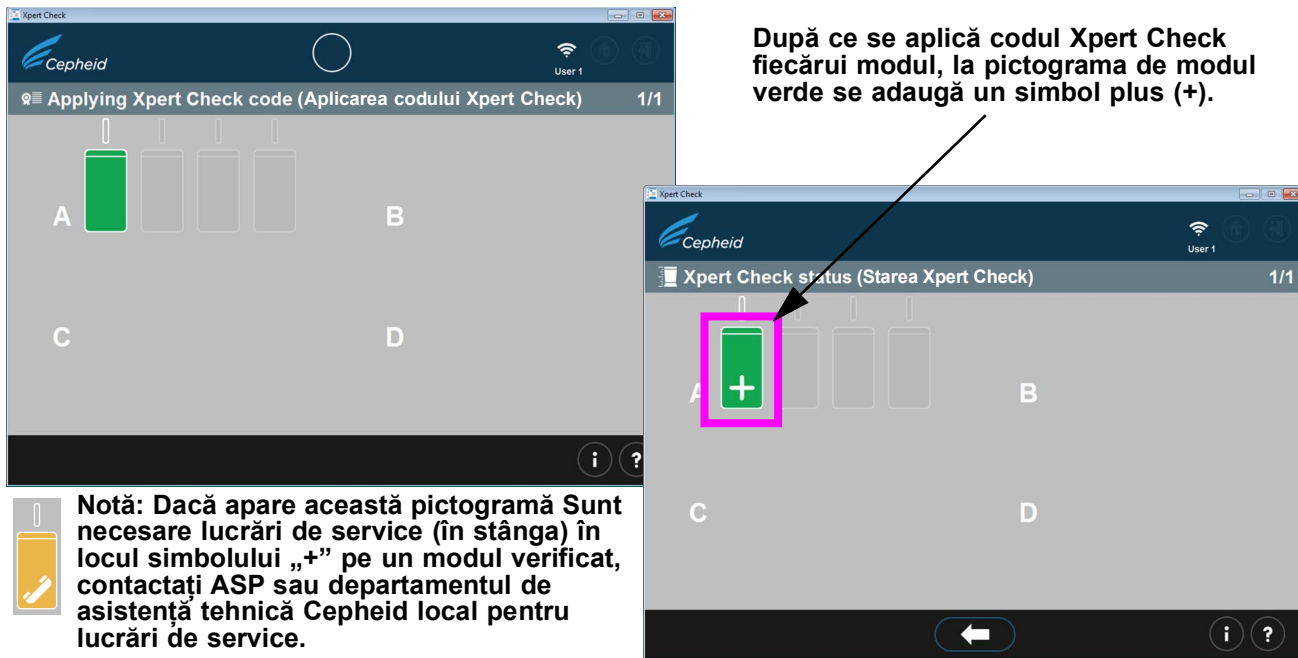 Xpert Check
Cepheid
User 1
Applying Xpert Check code (Aplicarea codului Xpert Check) 1/1
A
B
C
D
i
?
După ce se aplică codul Xpert Check
fiecărui modul, la pictograma de modul
verde se adaugă un simbol plus (+).
Xpert Check
Cepheid
User 1
Xpert Check status (Starea Xpert Check) 1/1
A
+
B
C
D
i
?
Notă: Dacă apare această pictogramă Sunt
necesare lucrări de service (în stânga) în
locul simbolului „+” pe un modul verificat,
contactați ASP sau departamentul de
asistență tehnică Cepheid local pentru
lucrări de service.